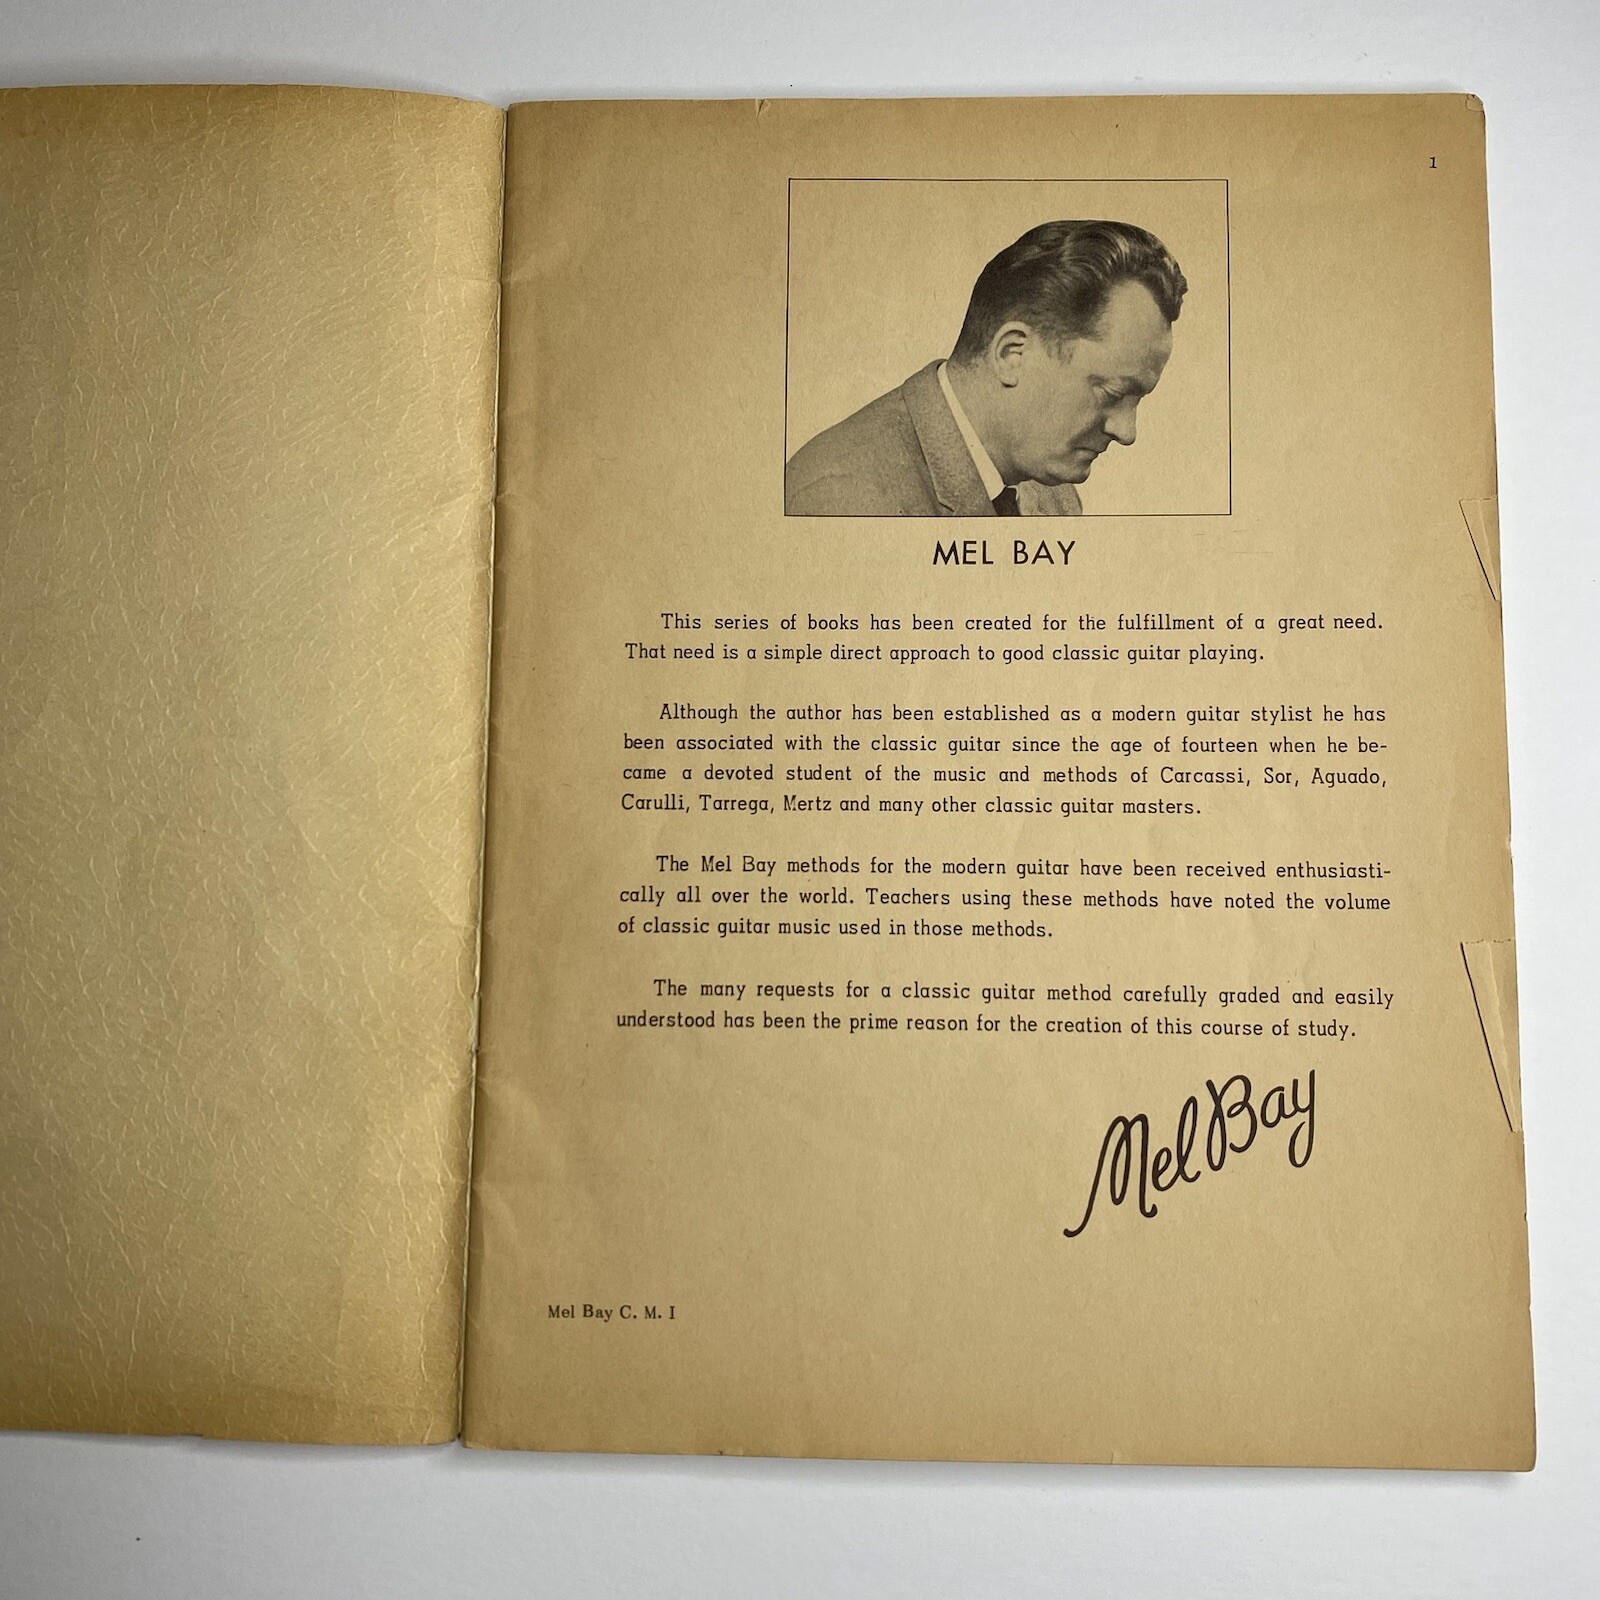 1
MEL BAY
This series of books has been created for the fulfillment of a great need.
That need is a simple direct approach to good classic guitar playing.
Although the author has been established as a modern guitar stylist he has
been associated with the classic guitar since the age of fourteen when he be-
came a devoted student of the music and methods of Carcassi, Sor, Aguado,
Carulli, Tarrega, Mertz and many other classic guitar masters.
The Mel Bay methods for the modern guitar have been received enthusiasti-
cally all over the world. Teachers using these methods have noted the volume
of classic guitar music used in those methods.
The many requests for a classic guitar method carefully graded and easily
understood has been the prime reason for the creation of this course of study.
Mel Bay
Mel Bay C. M. I